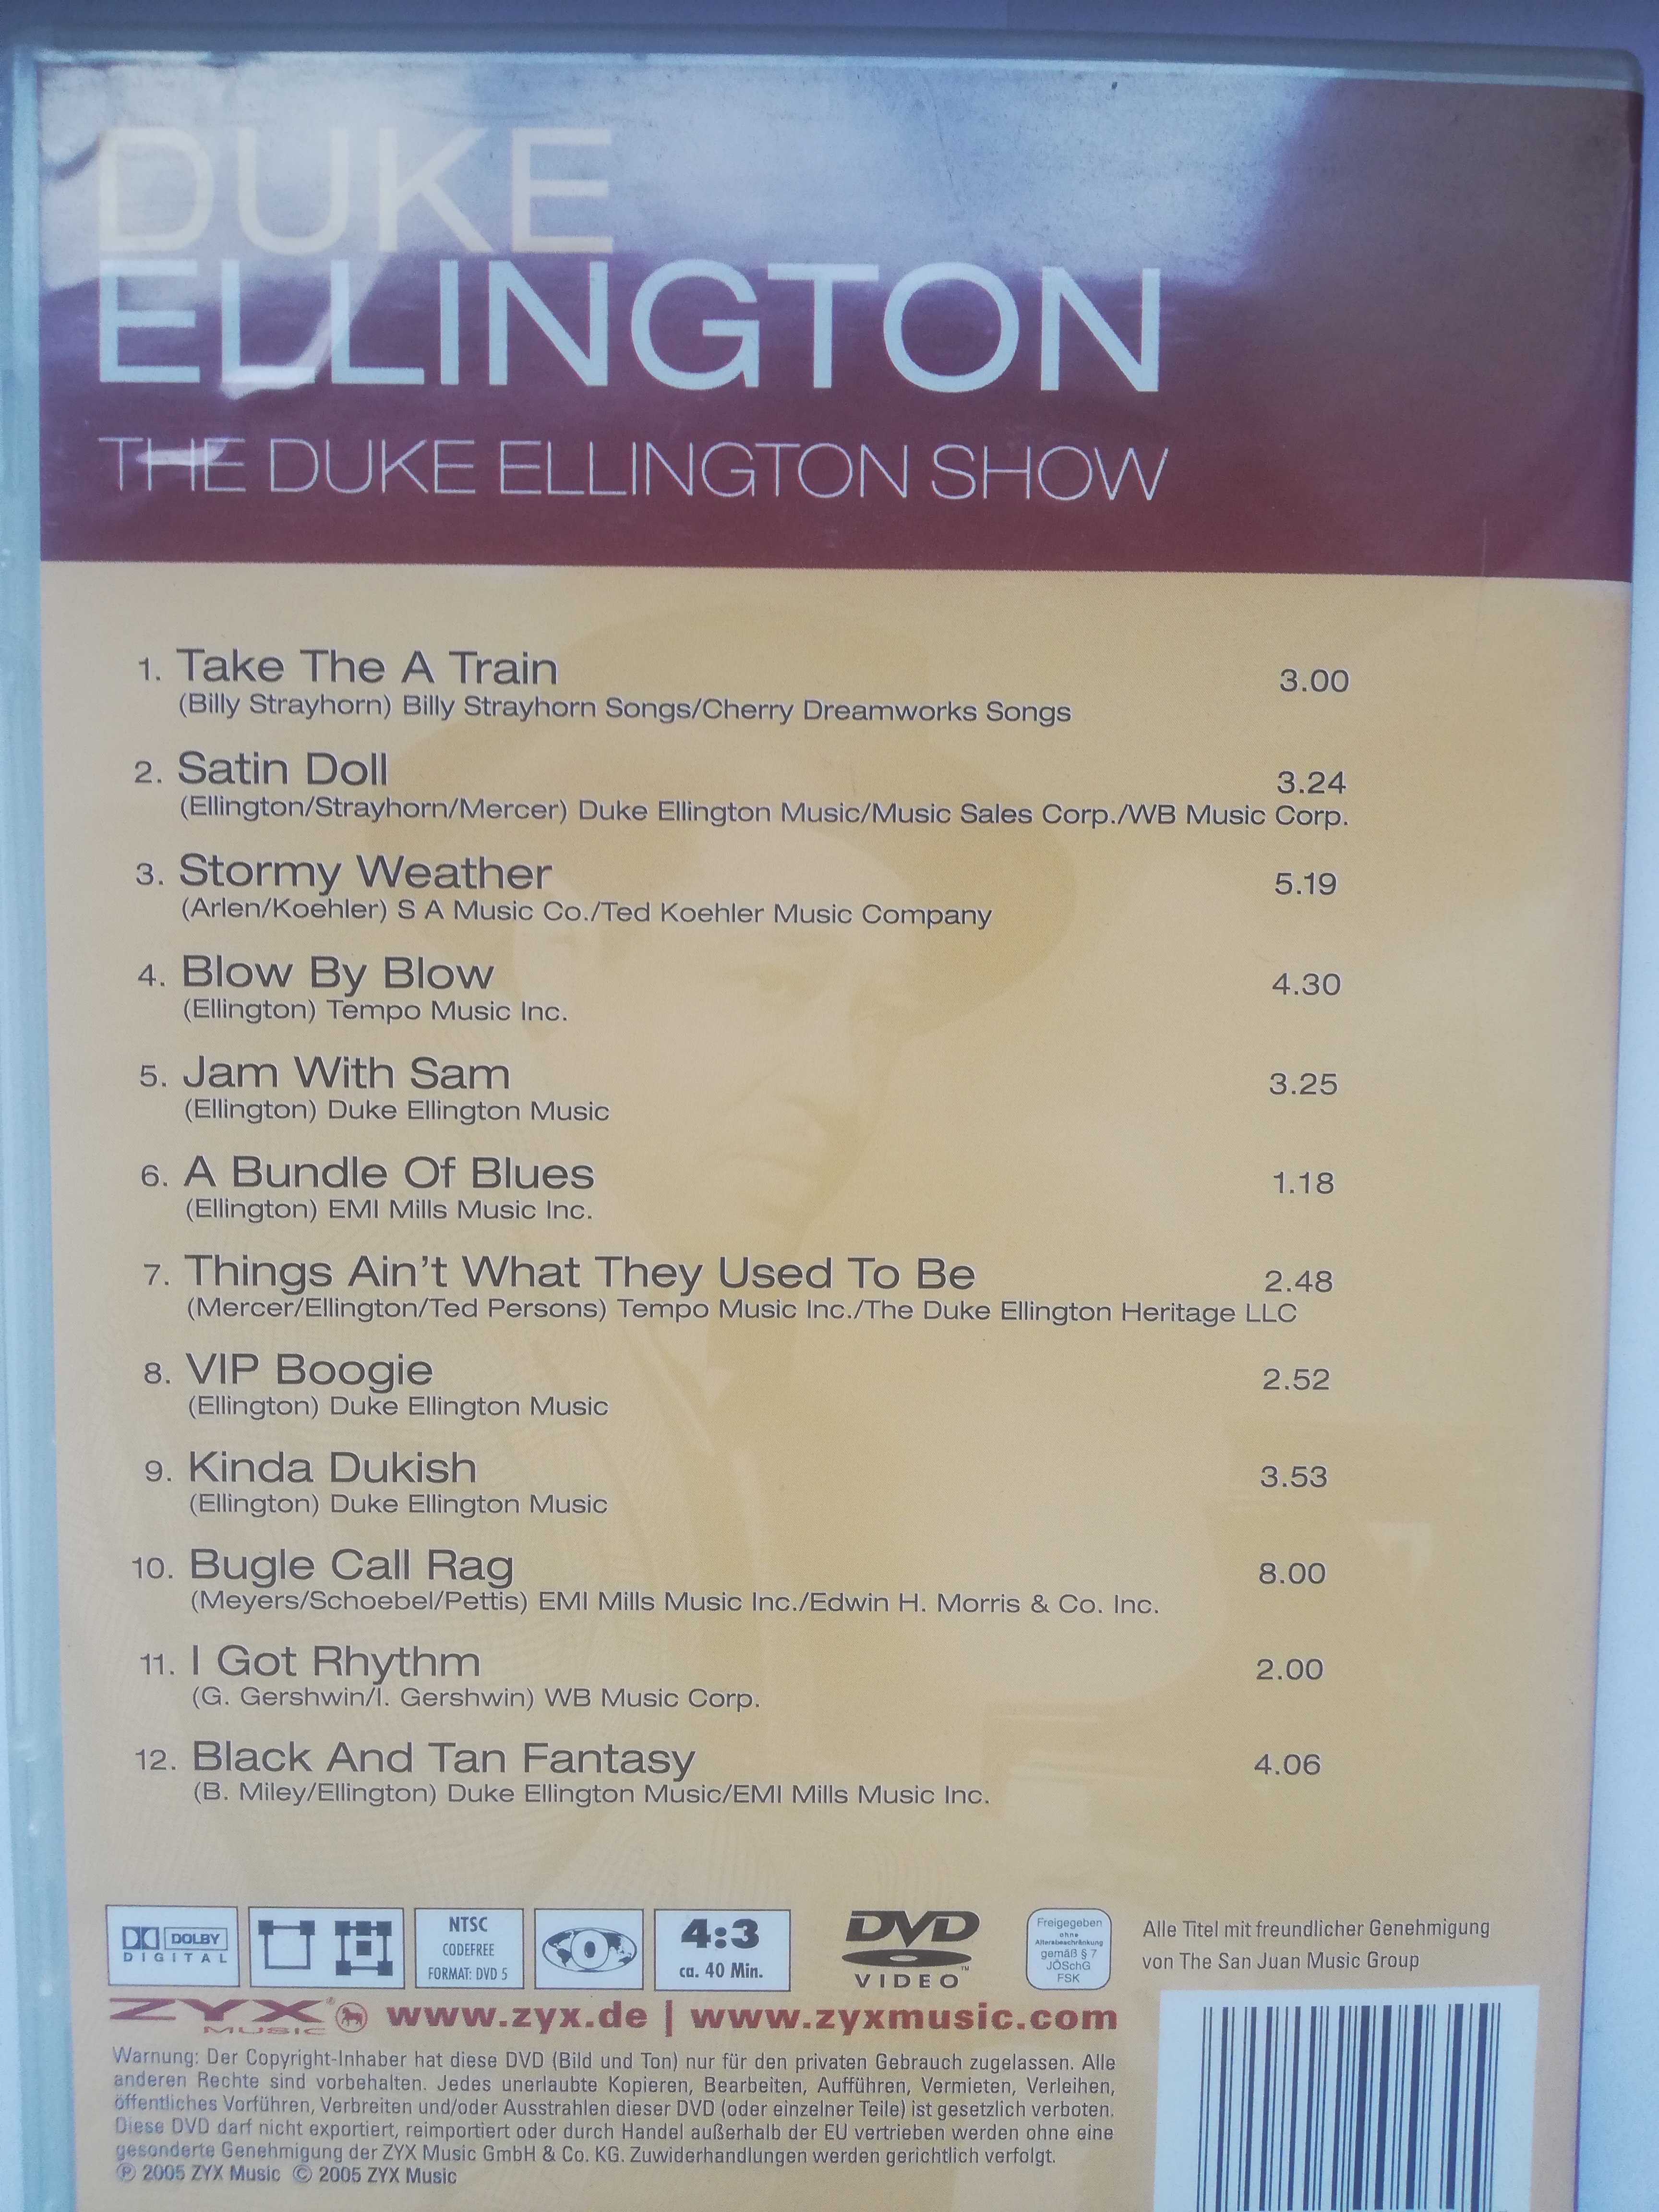 DUKE
ELLINGTON
THE DUKE ELLINGTON SHOW
1. Take The A Train 3.00
(Billy Strayhorn) Billy Strayhorn Songs/Cherry Dreamworks Songs
2. Satin Doll 3.24
(Ellington/Strayhorn/Mercer) Duke Ellington Music/Music Sales Corp./WB Music Corp.
3. Stormy Weather 5.19
(Arlen/Koehler) S A Music Co./Ted Koehler Music Company
4. Blow By Blow 4.30
(Ellington) Tempo Music Inc.
5. Jam With Sam 3.25
(Ellington) Duke Ellington Music
6. A Bundle Of Blues 1.18
(Ellington) EMI Mills Music Inc.
7. Things Ain't What They Used To Be 2.48
(Mercer/Ellington/Ted Persons) Tempo Music Inc./The Duke Ellington Heritage LLC
8. VIP Boogie 2.52
(Ellington) Duke Ellington Music
9. Kinda Dukish 3.53
(Ellington) Duke Ellington Music
10. Bugle Call Rag 8.00
(Meyers/Schoebel/Pettis) EMI Mills Music Inc./Edwin H. Morris & Co. Inc.
11. I Got Rhythm 2.00
(G. Gershwin/I. Gershwin) WB Music Corp.
12. Black And Tan Fantasy 4.06
(B. Miley/Ellington) Duke Ellington Music/EMI Mills Music Inc.
DOLBY
DIGITAL
NTSC
CODEFREE
FORMAT: DVD 5
4:3
ca. 40 Min.
DVD
VIDEO™
Freigegeben
ohne
Altersbeschränkung
gemäß § 7
JÖSchG
FSK
Alle Titel mit freundlicher Genehmigung
von The San Juan Music Group
ZYX® www.zyx.de | www.zyxmusic.com
MUSIC
Warnung: Der Copyright-Inhaber hat diese DVD (Bild und Ton) nur für den privaten Gebrauch zugelassen. Alle
anderen Rechte sind vorbehalten. Jedes unerlaubte Kopieren, Bearbeiten, Aufführen, Vermieten, Verleihen,
öffentliches Vorführen, Verbreiten und/oder Ausstrahlen dieser DVD (oder einzelner Teile) ist gesetzlich verboten.
Diese DVD darf nicht exportiert, reimportiert oder durch Handel außerhalb der EU vertrieben werden ohne eine
gesonderte Genehmigung der ZYX Music GmbH & Co. KG. Zuwiderhandlungen werden gerichtlich verfolgt.
℗ 2005 ZYX Music © 2005 ZYX Music